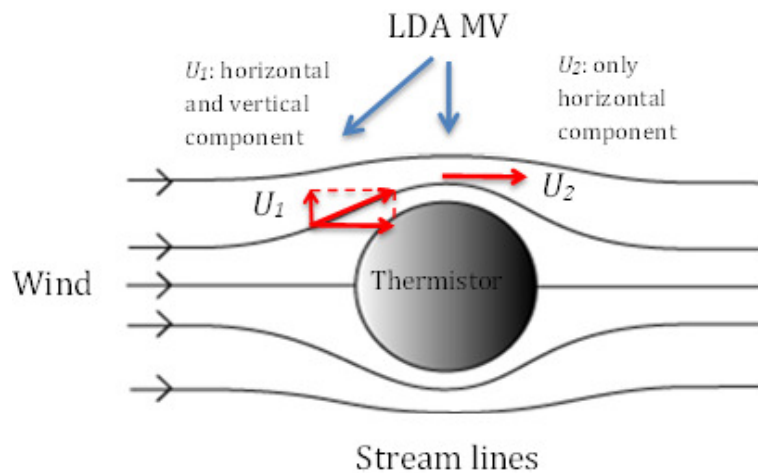 LDA MV
U1: horizontal
and vertical
component
U2: only
horizontal
component
U1
U2
Wind
Thermistor
Stream lines